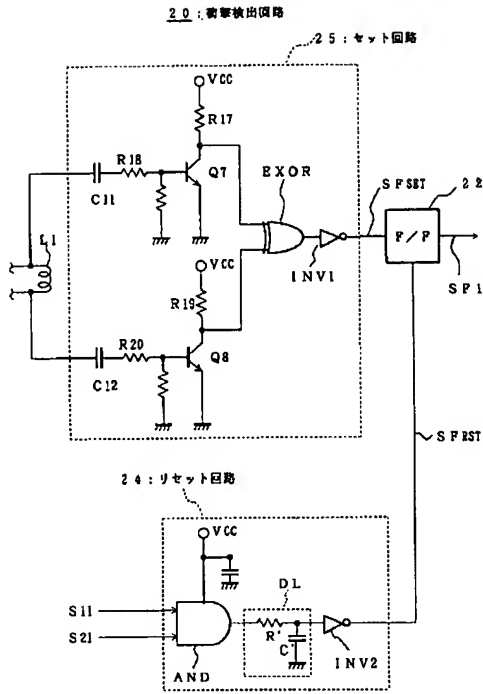 20:衝撃検出回路
25:セット回路
VCC
R17
R18
Q7
C11
EXOR
SFSET
22
L1
F/F
VCC
INV1
SF1
R19
R20
Q8
C12
SFRST
24:リセット回路
VCC
DL
S11
S21
R'
C'
AND
INV2